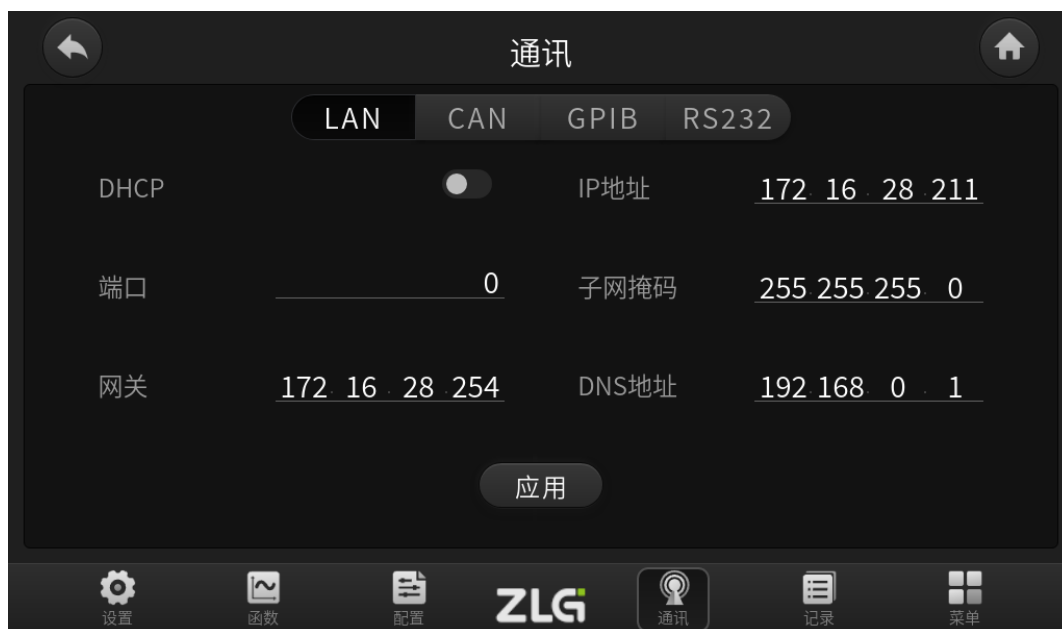 通讯
LAN CAN GPIB RS232
DHCP IP地址 172. 16 . 28 .211
端口 0 子网掩码 255.255.255. 0
网关 172. 16 . 28 .254 DNS地址 192.168. 0 . 1
应用
设置 函数 配置 ZLG 通讯 记录 菜单